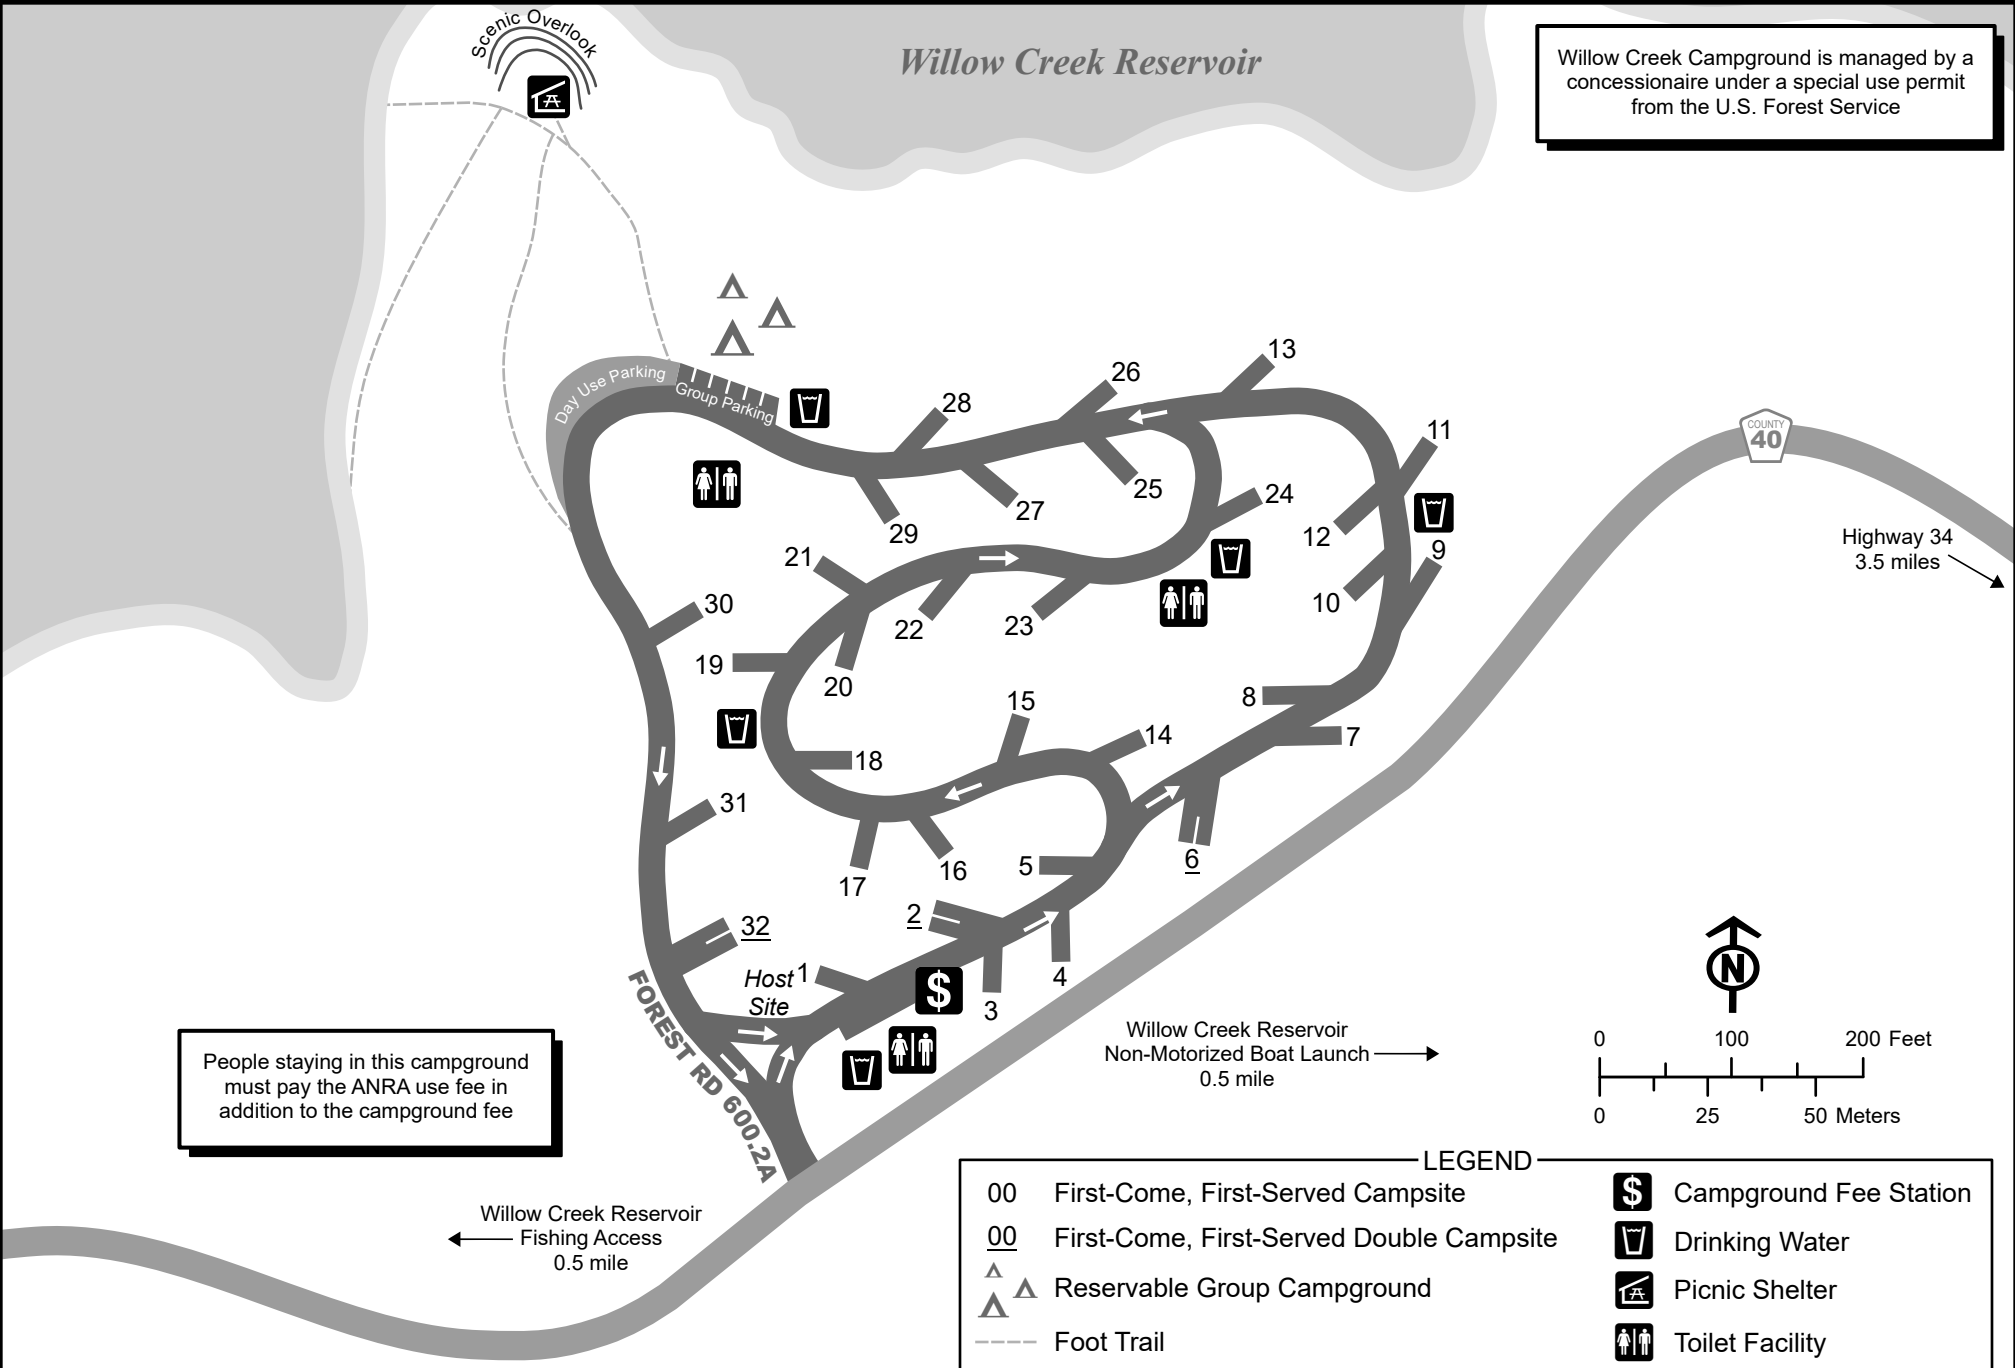 Scenic Overlook
Willow Creek Reservoir
Willow Creek Campground is managed by a
concessionaire under a special use permit
from the U.S. Forest Service
Day Use Parking
Group Parking
13
26
28
11
25
24
27
12
29
9
21
10
30
22
23
19
20
8
15
7
14
18
31
6
5
16
17
2
32
4
Host
Site
1
3
$
COUNTY
40
Highway 34
3.5 miles
FOREST RD 600.2A
People staying in this campground
must pay the ANRA use fee in
addition to the campground fee
Willow Creek Reservoir
Non-Motorized Boat Launch
0.5 mile
Willow Creek Reservoir
Fishing Access
0.5 mile
N
0 100 200 Feet
0 25 50 Meters
LEGEND
00 First-Come, First-Served Campsite
00 First-Come, First-Served Double Campsite
Reservable Group Campground
Foot Trail
$ Campground Fee Station
Drinking Water
Picnic Shelter
Toilet Facility